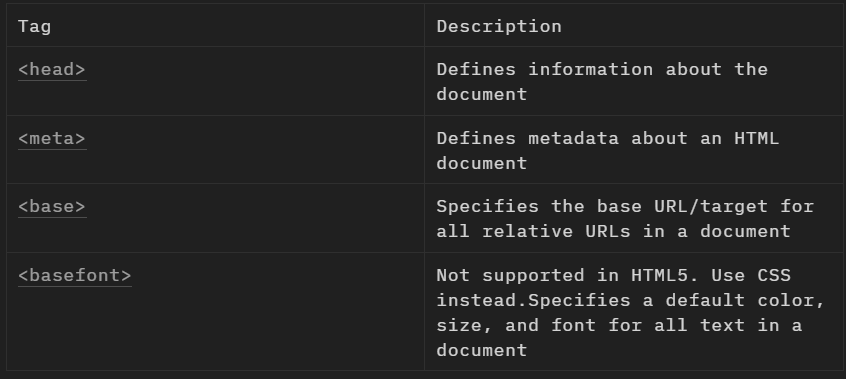 Tag Description
<head> Defines information about the
document
<meta> Defines metadata about an HTML
document
<base> Specifies the base URL/target for
all relative URLs in a document
<basefont> Not supported in HTML5. Use CSS
instead.Specifies a default color,
size, and font for all text in a
document